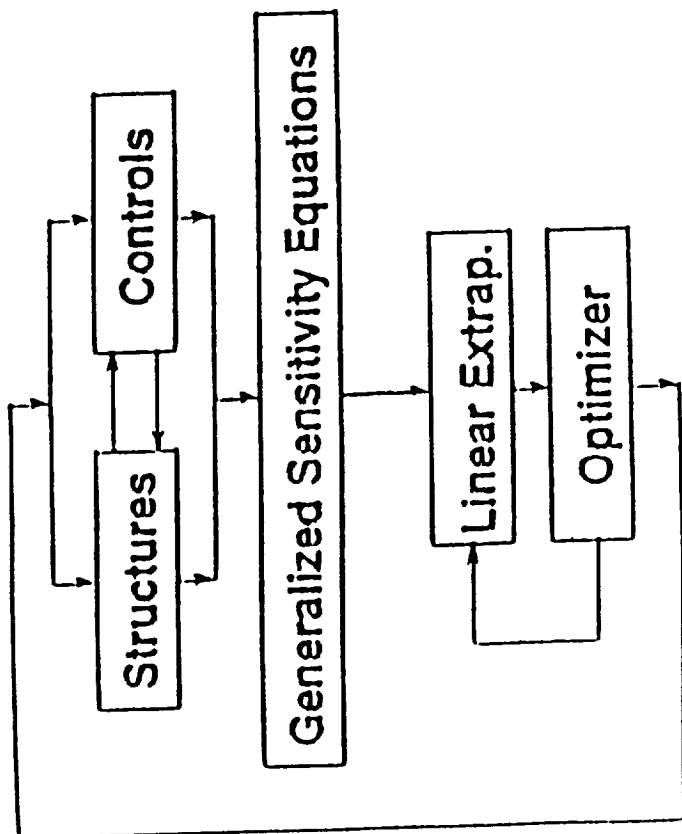 Structures
Controls
Generalized Sensitivity Equations
Linear Extrap.
Optimizer